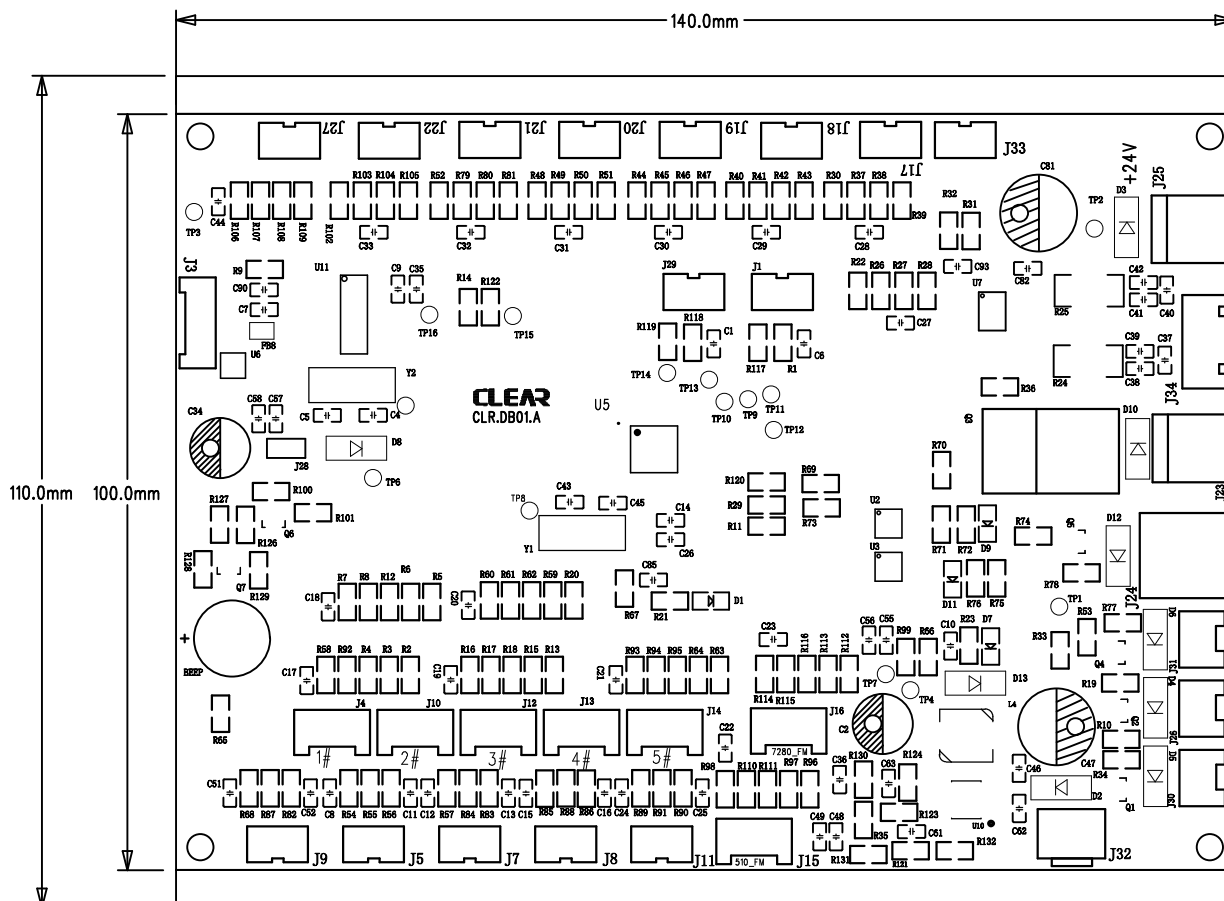 140.0mm
J27 J22 J21 J20 J19 J18 J17 J33 C81 +24V J25
R103 R104 R105 R52 R79 R80 R81 R48 R49 R50 R51 R44 R45 R46 R47 R40 R41 R42 R43 R30 R37 R38 R32 R31 TP2 D3
C44 R106 R107 R108 R109 R102 R39
TP3 C33 C32 C31 C30 C29 C28
J3 R9 U11 C9 C35 R14 R122 J29 J1 R22 R26 R27 R28 C93 C82 U7 C42
C90 C41 C40 R25
C7 TP16 TP15 R119 R118 C1 C27
FB8 U6 R117 R1 C6 C39 C37
Y2 TP14 TP13 R24 C38
CLEAR
CLR.DB01.A
U5 TP10 TP9 TP11 R36 J34
C34 C58 C57 C5 C4 TP12 D10
J28 D8 R70
TP6 R120 R69
110.0mm 100.0mm R100 J23
R127 R101 TP8 C43 C45 R29 R73 U2
Q6 C14 R11 R71 R72 D9 R74 D12
R126 Y1 C26 U3
R128 Q7 R129 C85 R78
R7 R8 R12 R6 R5 R60 R61 R62 R59 R20 D11 R76 R75 TP1 J24
C18 C20 R67 R21 D1 R77
BEEP C23 C56 C55 C10 R23 D7 R33 R53
R58 R92 R4 R3 R2 R16 R17 R18 R15 R13 R93 R94 R95 R64 R63 R116 R113 R112 R99 R66 Q4 J31
C17 C19 C21 R114 R115 TP7 TP4 D13 R19
R65 J4 J10 J12 J13 J14 J16 C2 L4 R10 J26
1# 2# 3# 4# 5# C22 7280_FM
C51 R98 R110 R111 R97 R96 C36 R130 C63 R124 C46 C47 R34 J30
R68 R87 R82 C52 C8 R54 R55 R56 C11 C12 R57 R84 R83 C13 C15 R85 R88 R86 C16 C24 R89 R91 R90 C25 D2 Q1
R123 C62
C49 C48 R35 C61 U10
J9 J5 J7 J8 J11 510_FM J15 R131 R121 R132 J32